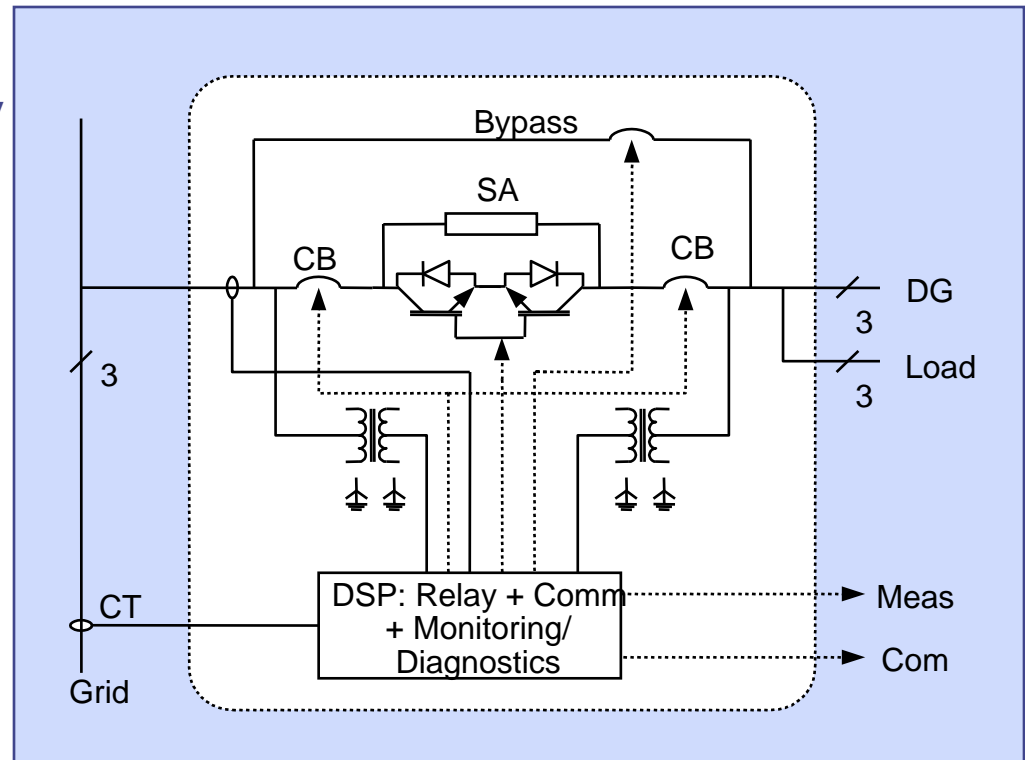 Bypass
SA
CB
CB
DG
3
3
Load
3
DSP: Relay + Comm
+ Monitoring/
Diagnostics
CT
Meas
Com
Grid